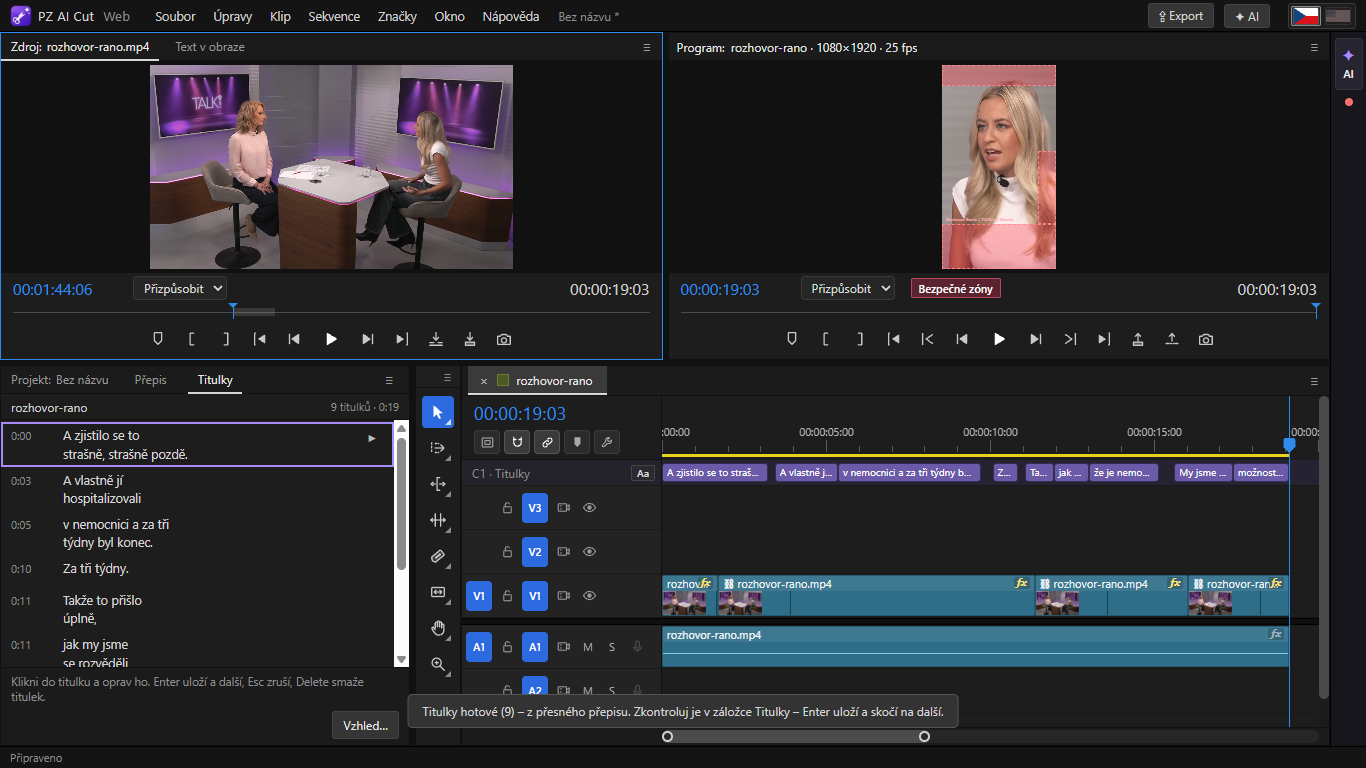 PZ AI Cut Web Soubor Úpravy Klip Sekvence Značky Okno Nápověda Bez názvu *
Export + AI
Zdroj: rozhovor-rano.mp4 Text v obraze
Program: rozhovor-rano · 1080×1920 · 25 fps
AI
TALK!
00:01:44:06 Přizpůsobit 00:00:19:03
00:00:19:03 Přizpůsobit Bezpečné zóny 00:00:19:03
Projekt: Bez názvu Přepis Titulky
rozhovor-rano 9 titulků · 0:19
0:00 A zjistilo se to
strašně, strašně pozdě.
0:03 A vlastně jí
hospitalizovali
0:05 v nemocnici a za tři
týdny byl konec.
0:10 Za tři týdny.
0:11 Takže to přišlo
úplně,
0:11 jak my jsme
se rozvěděli
Klikni do titulku a oprav ho. Enter uloží a další, Esc zruší, Delete smaže
titulek.
Vzhled...
× rozhovor-rano
00:00:19:03
:00:00 00:00:05:00 00:00:10:00 00:00:15:00 00:00:
C1 · Titulky Aa
A zjistilo se to straš... A vlastně j... v nemocnici a za tři týdny b... Z... Ta... jak ... že je nemo... My jsme ... možnost...
V3
V2
V1 V1
rozhov fx rozhovor-rano.mp4 fx rozhovor-rano.mp4 fx rozhovor-ran fx
A1 A1 M S
rozhovor-rano.mp4 fx
A2 M S
Titulky hotové (9) – z přesného přepisu. Zkontroluj je v záložce Titulky – Enter uloží a skočí na další.
Připraveno